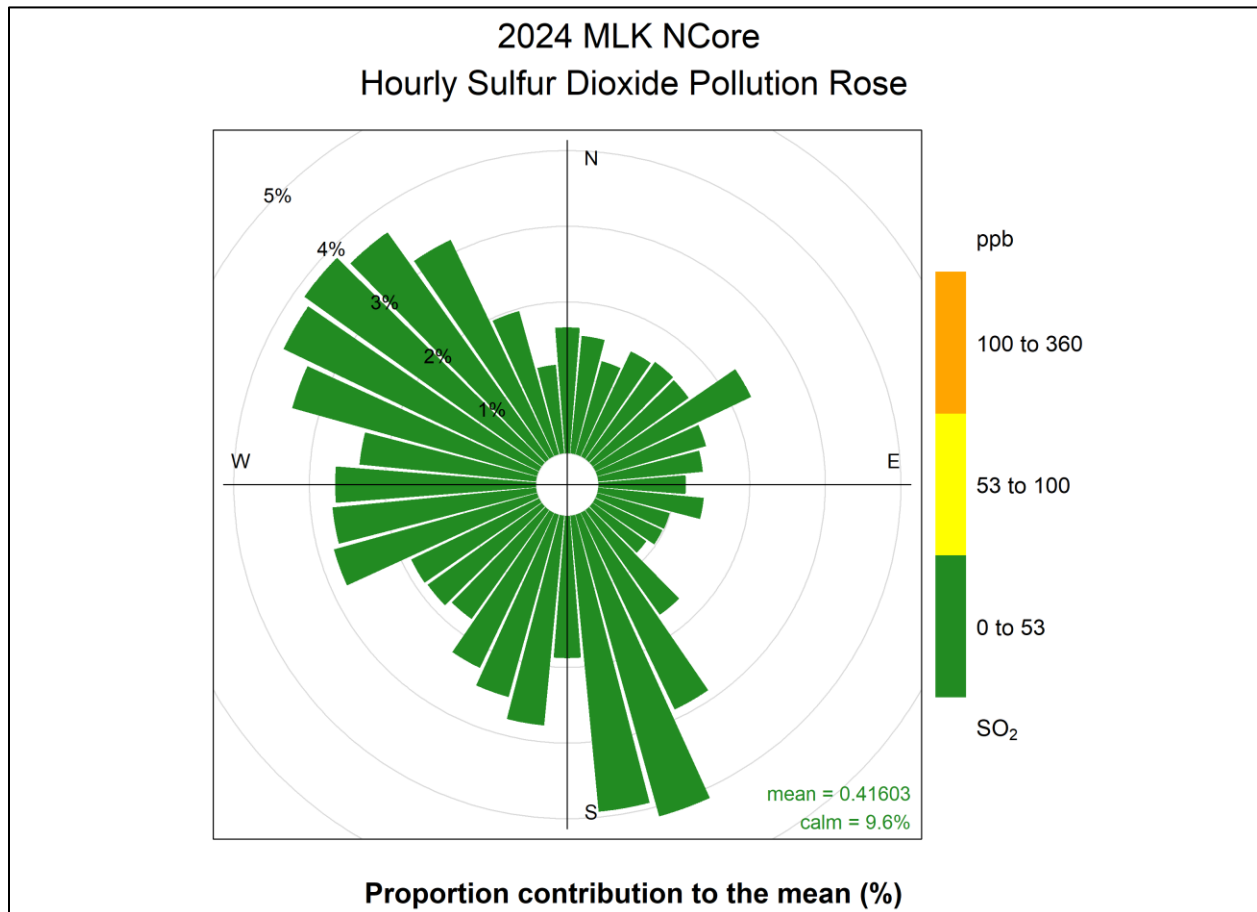 2024 MLK NCore
Hourly Sulfur Dioxide Pollution Rose
N
5%
4%
3%
2%
1%
W
E
S
mean = 0.41603
calm = 9.6%
ppb
100 to 360
53 to 100
0 to 53
SO₂
Proportion contribution to the mean (%)